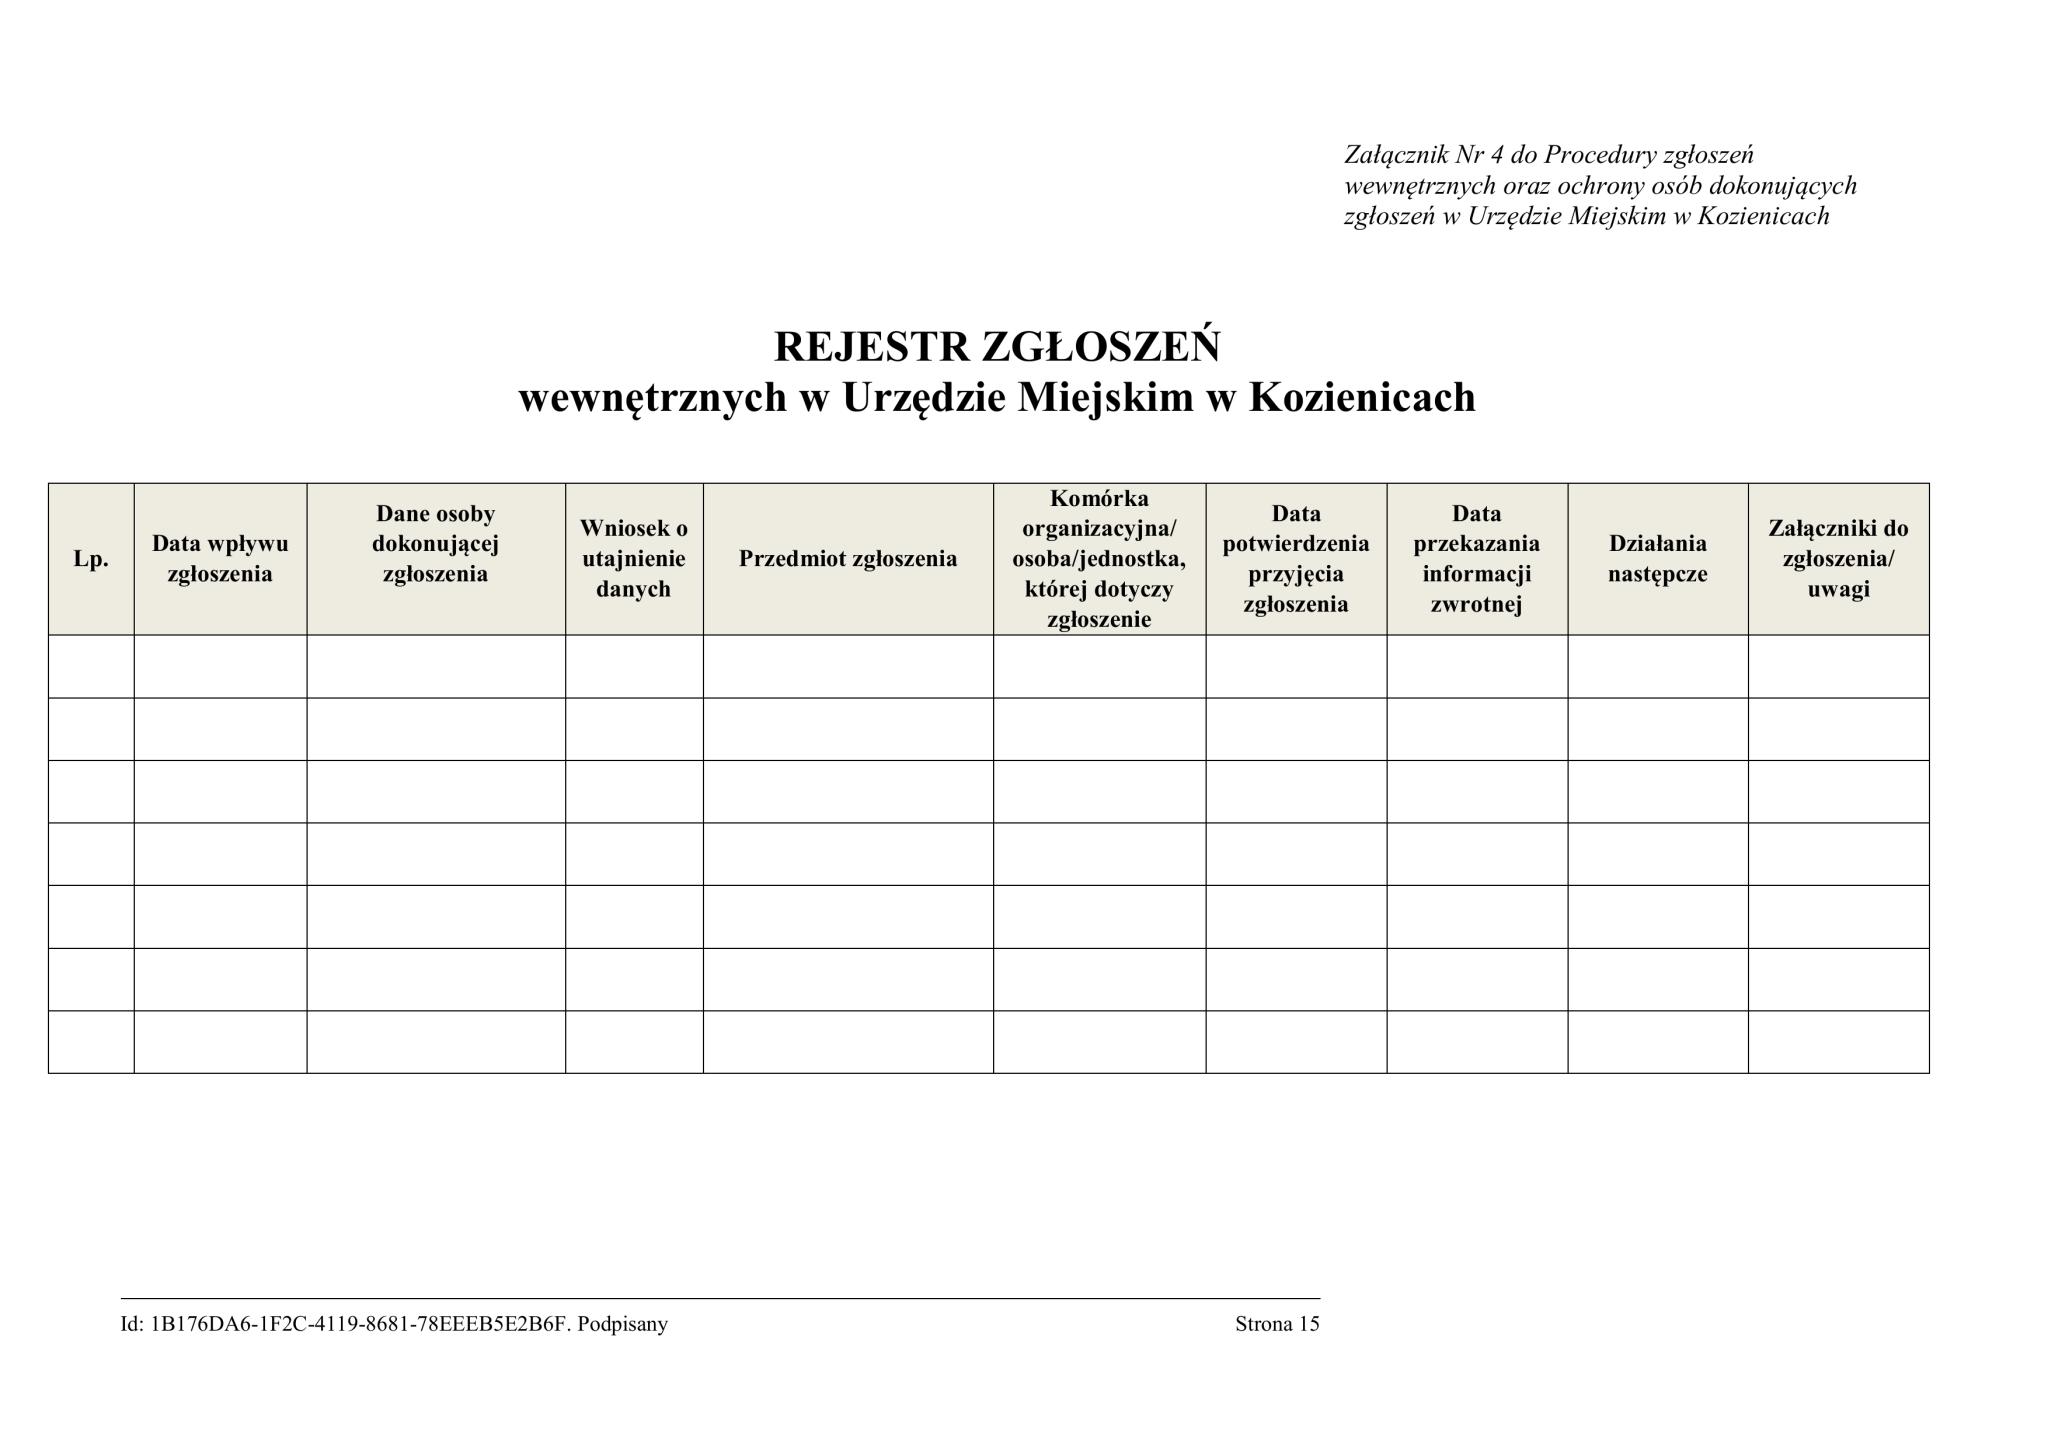 Załącznik Nr 4 do Procedury zgłoszeń
wewnętrznych oraz ochrony osób dokonujących
zgłoszeń w Urzędzie Miejskim w Kozienicach
REJESTR ZGŁOSZEŃ
wewnętrznych w Urzędzie Miejskim w Kozienicach
Lp.
Data wpływu
zgłoszenia
Dane osoby
dokonującej
zgłoszenia
Wniosek o
utajnienie
danych
Przedmiot zgłoszenia
Komórka
organizacyjna/
osoba/jednostka,
której dotyczy
zgłoszenie
Data
potwierdzenia
przyjęcia
zgłoszenia
Data
przekazania
informacji
zwrotnej
Działania
następcze
Załączniki do
zgłoszenia/
uwagi
Id: 1B176DA6-1F2C-4119-8681-78EEEB5E2B6F. Podpisany
Strona 15